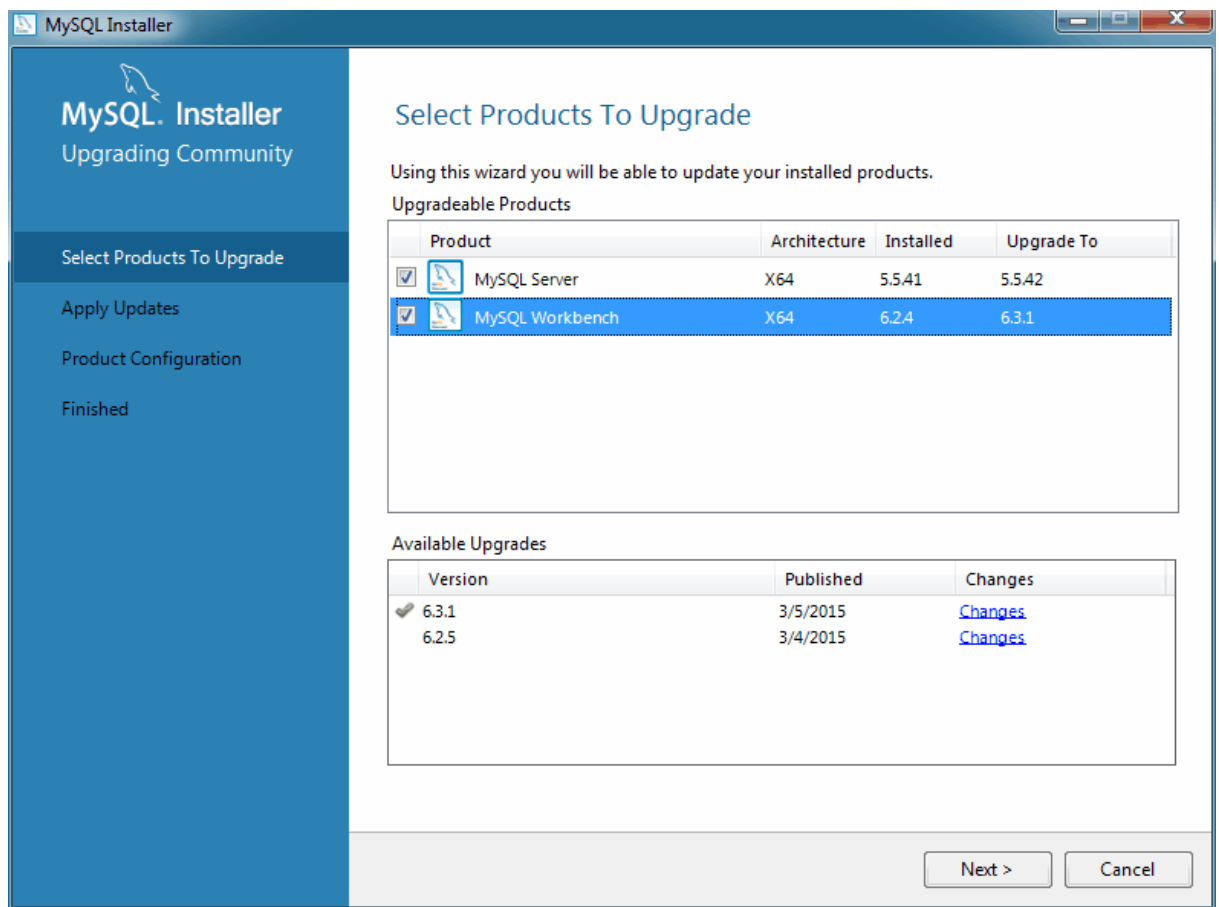 MySQL Installer
MySQL. Installer
Upgrading Community
Select Products To Upgrade
Apply Updates
Product Configuration
Finished
Select Products To Upgrade
Using this wizard you will be able to update your installed products.
Upgradeable Products
Product Architecture Installed Upgrade To
MySQL Server X64 5.5.41 5.5.42
MySQL Workbench X64 6.2.4 6.3.1
Available Upgrades
Version Published Changes
6.3.1 3/5/2015 Changes
6.2.5 3/4/2015 Changes
Next > Cancel